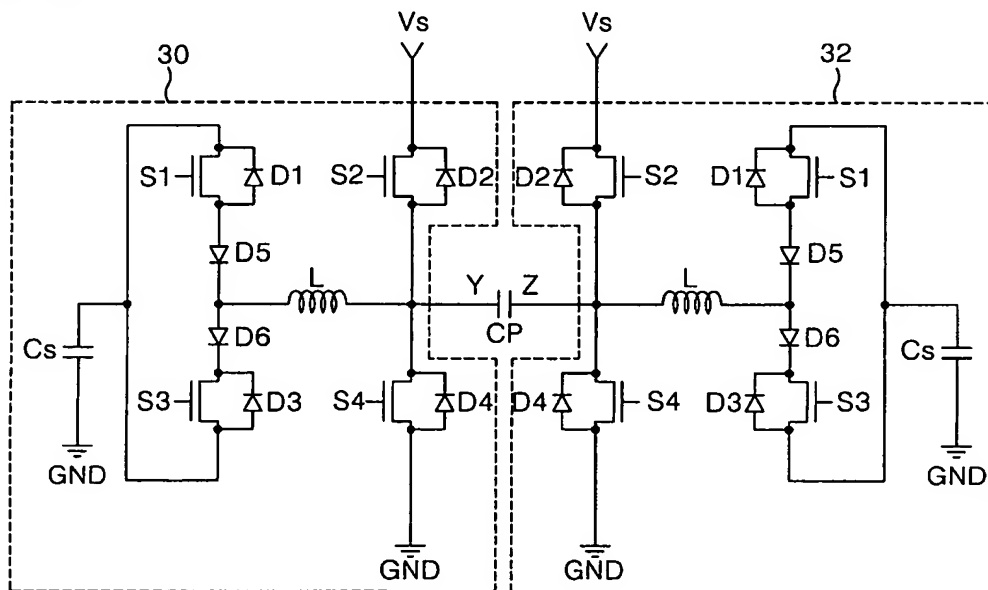 Vs Vs
30 32
S1 D1 S2 D2 D2 S2 D1 S1
D5 D5
L Y Z L
CP
D6 D6
Cs Cs
S3 D3 S4 D4 D4 S4 D3 S3
GND GND
GND GND